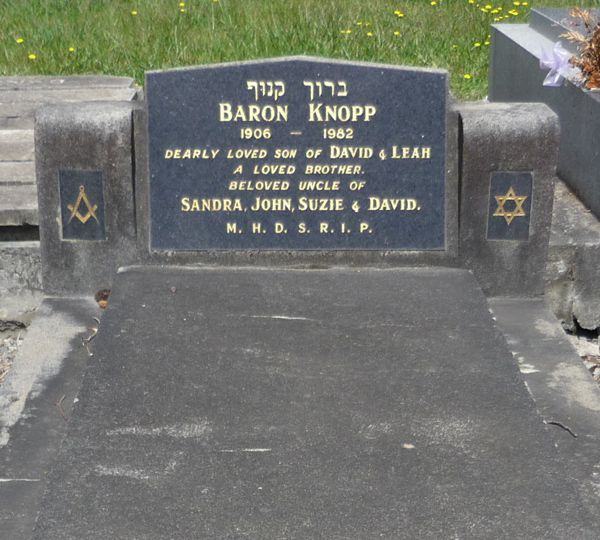 ברוך קנוף
BARON KNOPP
1906 — 1982
DEARLY LOVED SON OF DAVID & LEAH
A LOVED BROTHER.
BELOVED UNCLE OF
SANDRA, JOHN, SUZIE & DAVID.
M. H. D. S. R. I. P.